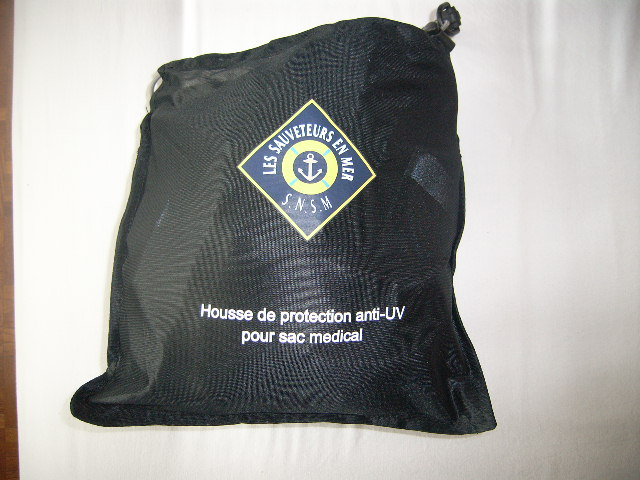 LES SAUVETEURS EN MER
S.N.S.M
Housse de protection anti-UV
pour sac medical